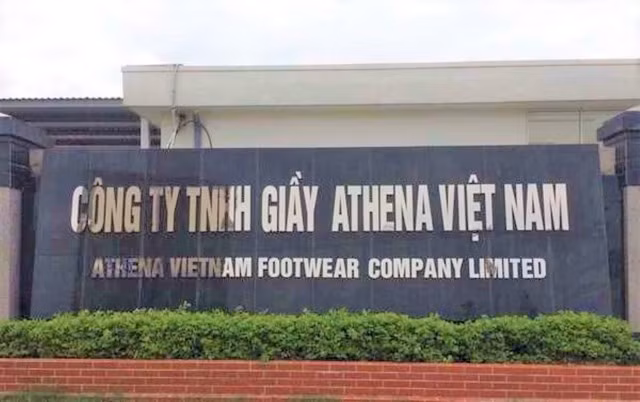 CÔNG TY TNHH GIẦY ATHENA VIỆT NAM
ATHENA VIETNAM FOOTWEAR COMPANY LIMITED